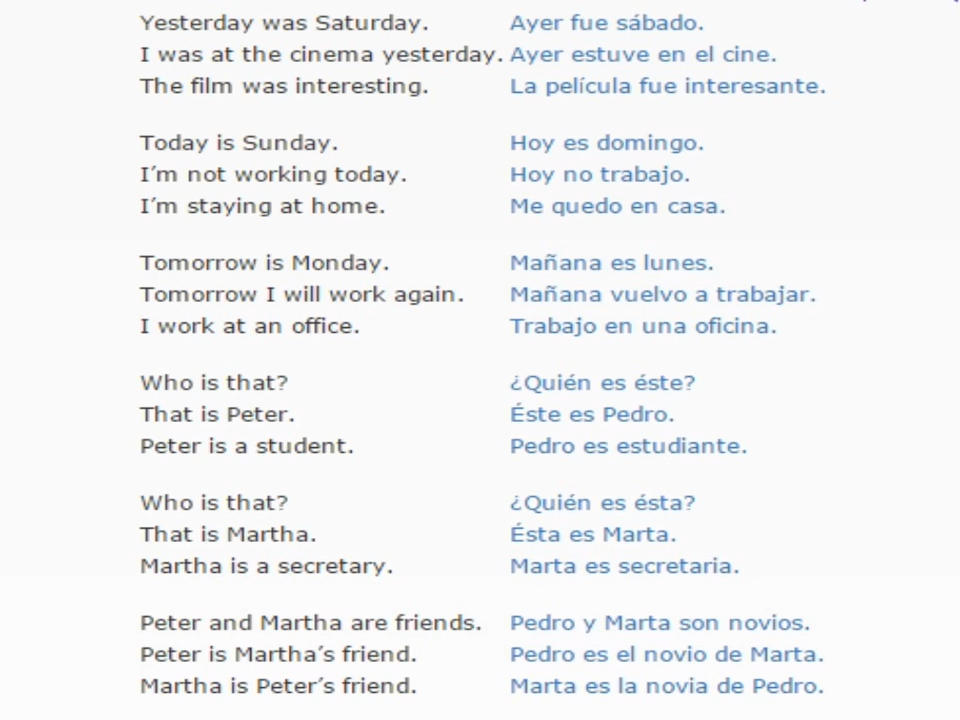 Yesterday was Saturday. Ayer fue sábado.
I was at the cinema yesterday. Ayer estuve en el cine.
The film was interesting. La película fue interesante.
Today is Sunday. Hoy es domingo.
I´m not working today. Hoy no trabajo.
I´m staying at home. Me quedo en casa.
Tomorrow is Monday. Mañana es lunes.
Tomorrow I will work again. Mañana vuelvo a trabajar.
I work at an office. Trabajo en una oficina.
Who is that? ¿Quién es éste?
That is Peter. Éste es Pedro.
Peter is a student. Pedro es estudiante.
Who is that? ¿Quién es ésta?
That is Martha. Ésta es Marta.
Martha is a secretary. Marta es secretaria.
Peter and Martha are friends. Pedro y Marta son novios.
Peter is Martha´s friend. Pedro es el novio de Marta.
Martha is Peter´s friend. Marta es la novia de Pedro.